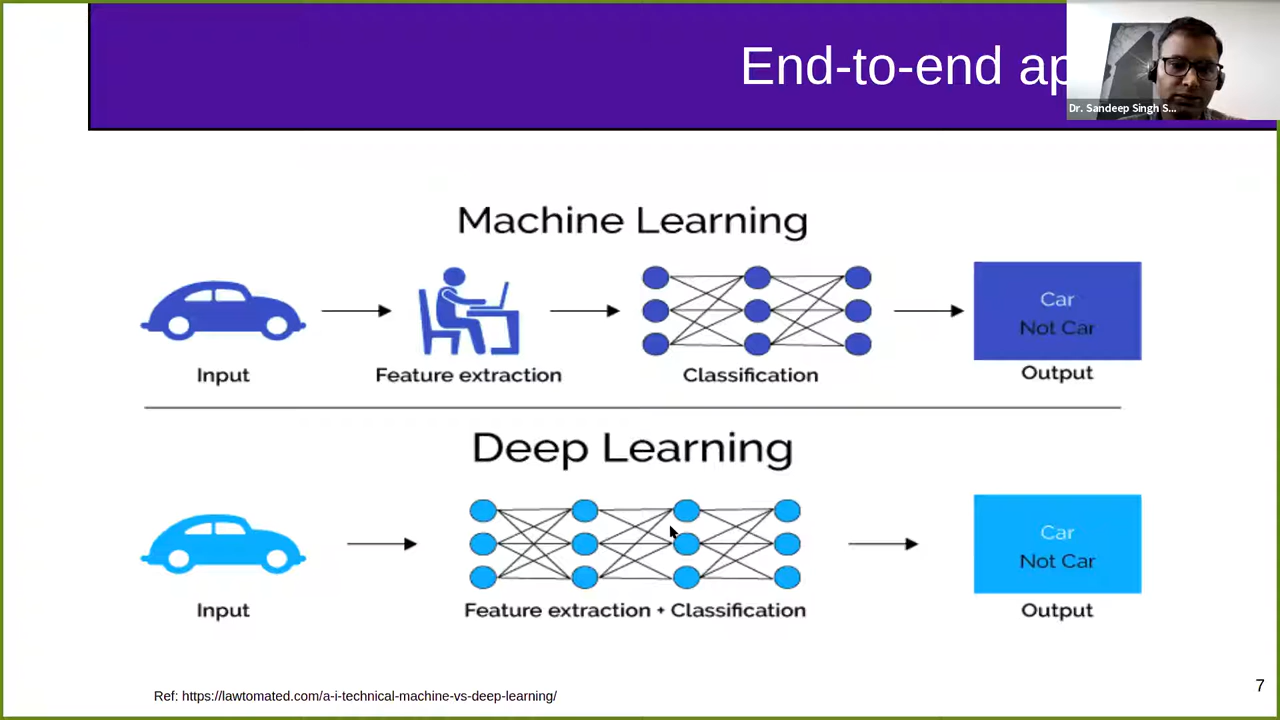 End-to-end ap
Dr. Sandeep Singh S...
Machine Learning
Input
Feature extraction
Classification
Car
Not Car
Output
Deep Learning
Input
Feature extraction + Classification
Car
Not Car
Output
Ref: https://lawtomated.com/a-i-technical-machine-vs-deep-learning/
7